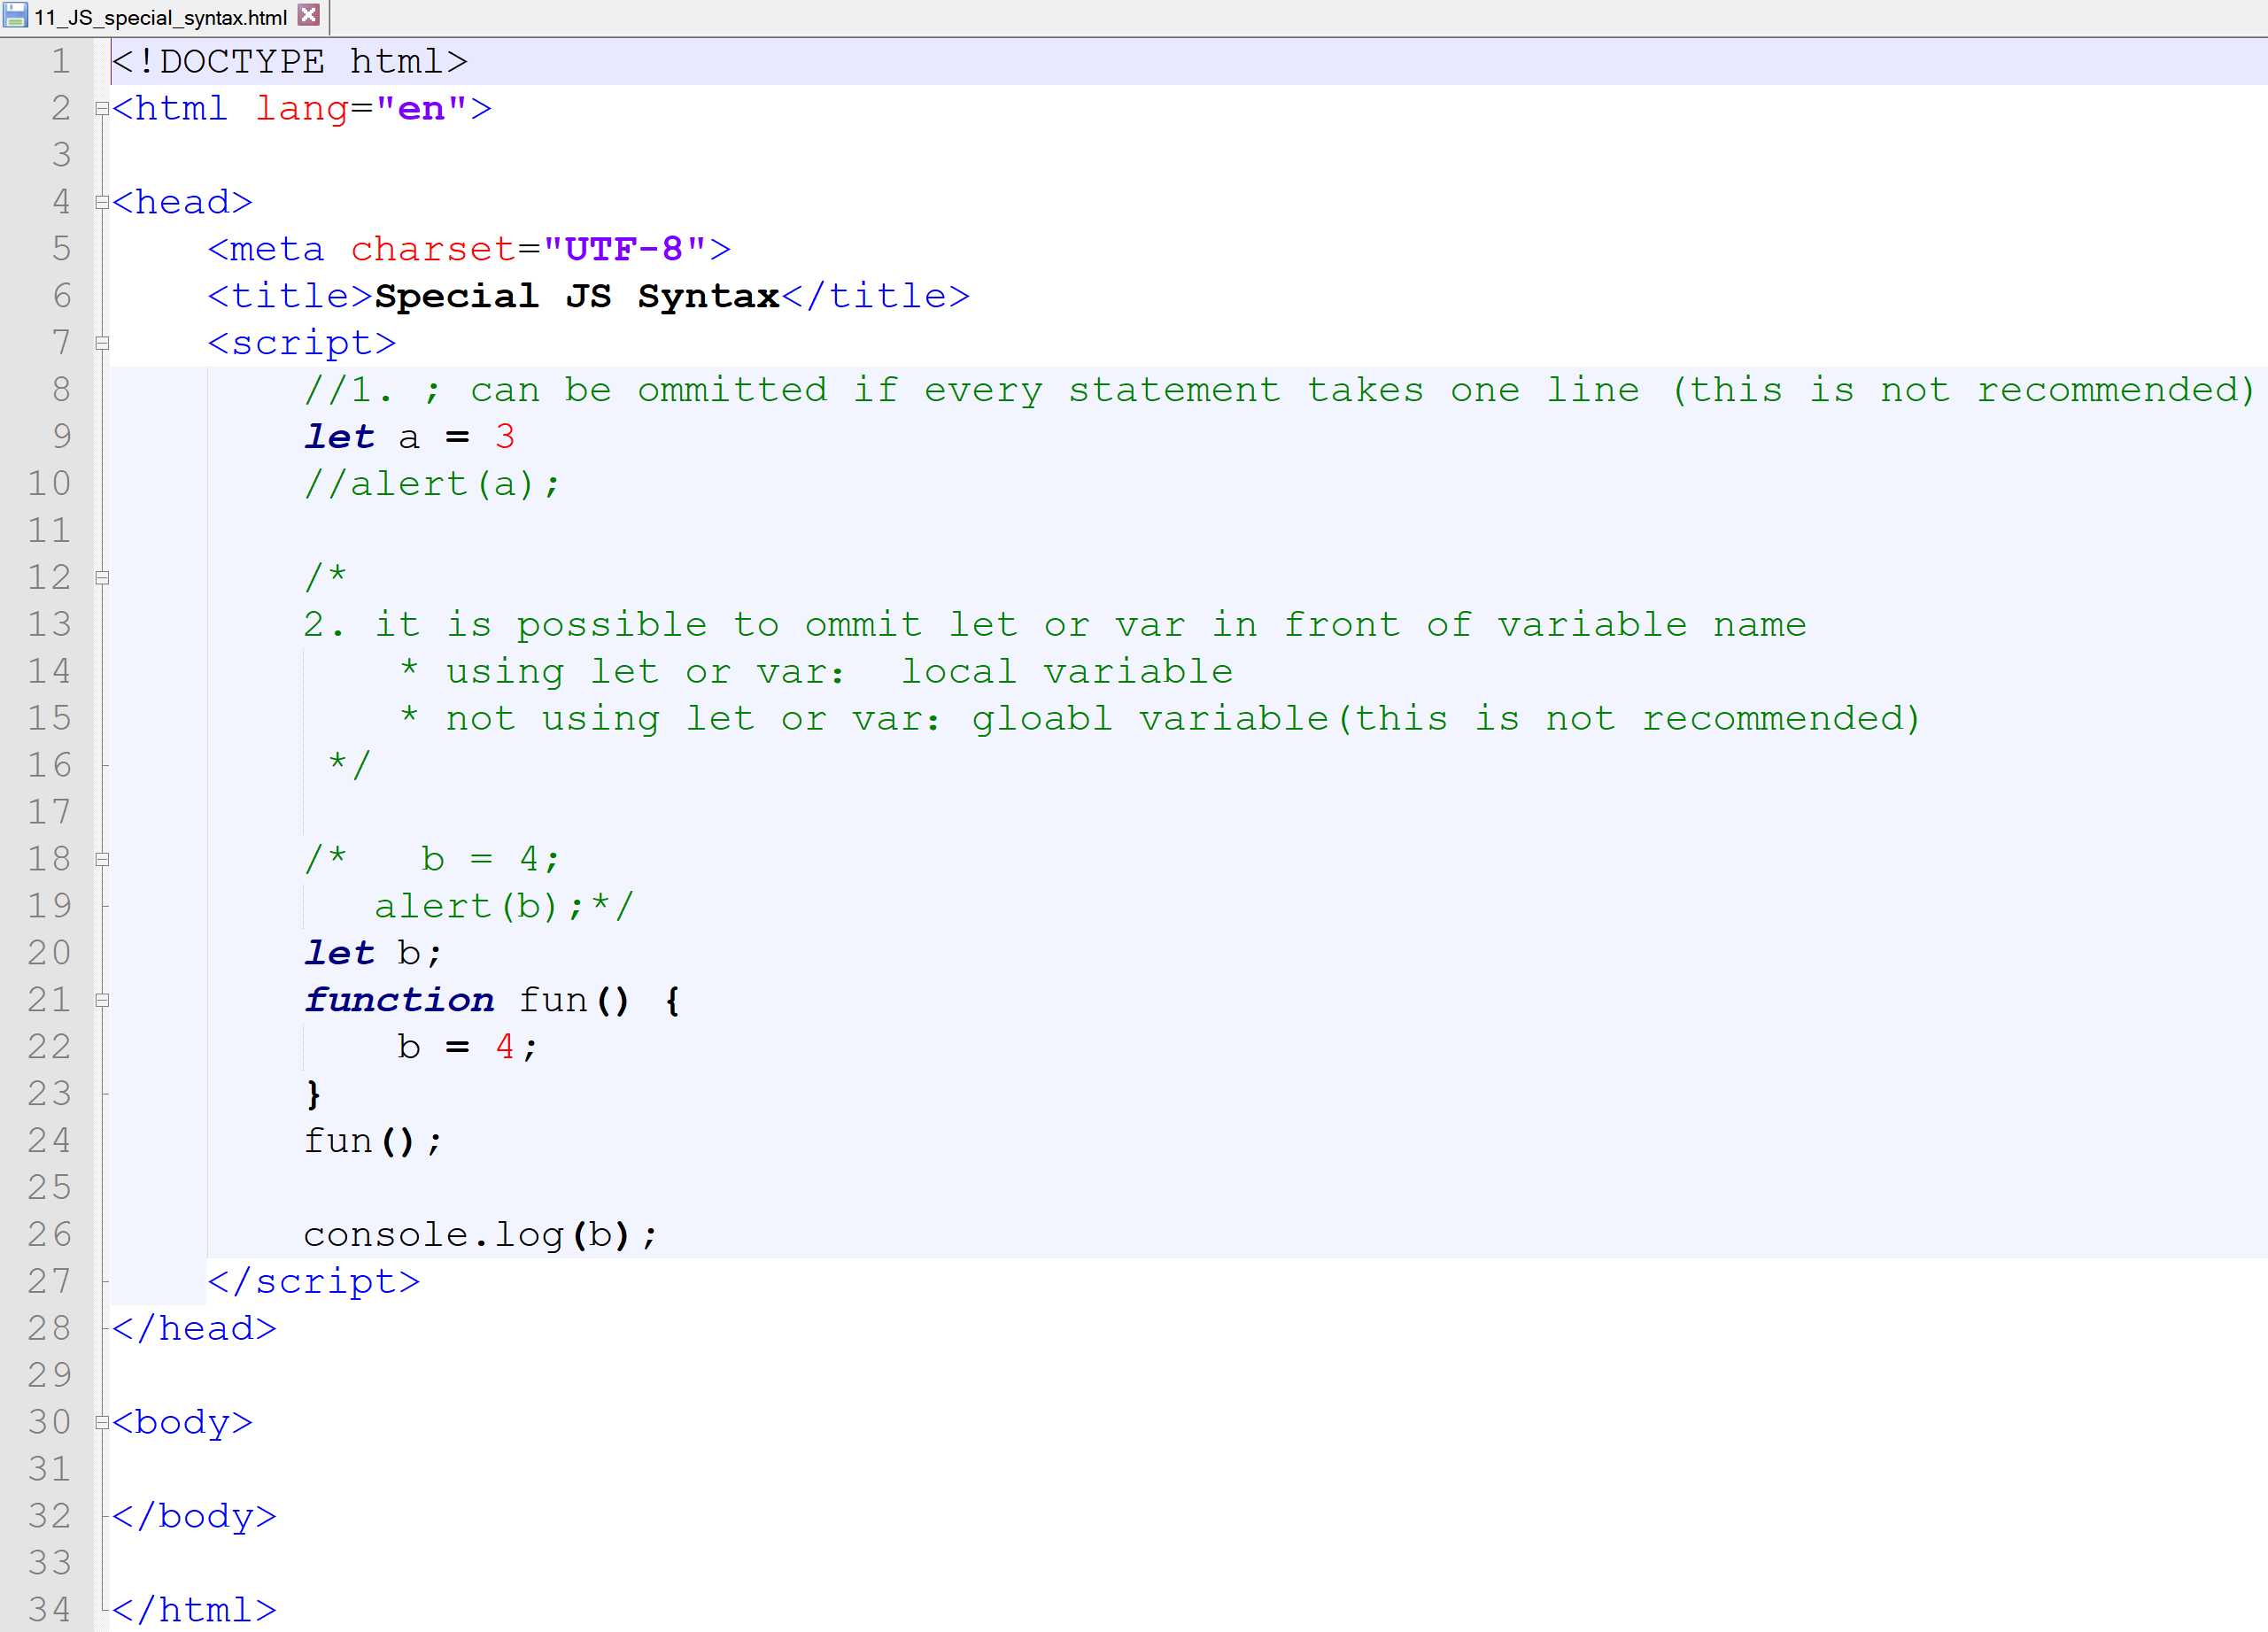 11_JS_special_syntax.html
1 <!DOCTYPE html>
2 <html lang="en">
3
4 <head>
5     <meta charset="UTF-8">
6     <title>Special JS Syntax</title>
7     <script>
8         //1. ; can be ommitted if every statement takes one line (this is not recommended)
9         let a = 3
10         //alert(a);
11
12         /*
13         2. it is possible to ommit let or var in front of variable name
14             * using let or var:  local variable
15             * not using let or var: gloabl variable(this is not recommended)
16          */
17
18         /*   b = 4;
19            alert(b);*/
20         let b;
21         function fun() {
22             b = 4;
23         }
24         fun();
25
26         console.log(b);
27     </script>
28 </head>
29
30 <body>
31
32 </body>
33
34 </html>